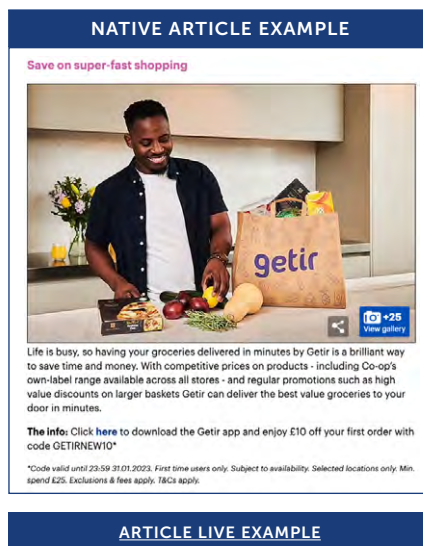 NATIVE ARTICLE EXAMPLE
Save on super-fast shopping
getir
+25
View gallery
Life is busy, so having your groceries delivered in minutes by Getir is a brilliant way
to save time and money. With competitive prices on products - including Co-op's
own-label range available across all stores - and regular promotions such as high
value discounts on larger baskets Getir can deliver the best value groceries to your
door in minutes.
The info: Click here to download the Getir app and enjoy £10 off your first order with
code GETIRNEW10*
*Code valid until 23:59 31.01.2023. First time users only. Subject to availability. Selected locations only. Min.
spend £25. Exclusions & fees apply. T&Cs apply.
ARTICLE LIVE EXAMPLE